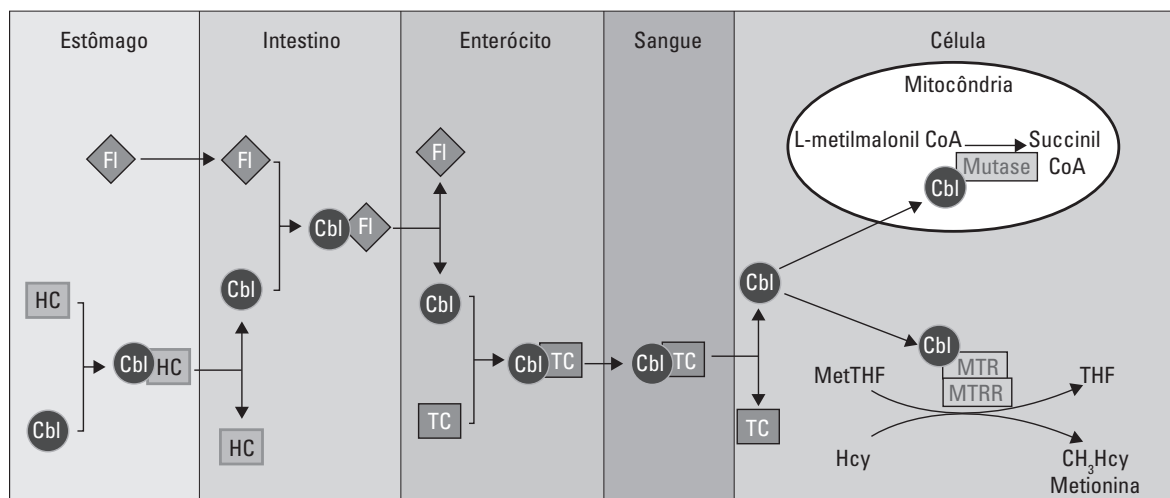 Estômago
Intestino
Enterócito
Sangue
Célula
Mitocôndria
L-metilmalonil CoA
Succinil
CoA
Mutase
Cbl
FI
FI
FI
Cbl
FI
HC
Cbl
Cbl
HC
Cbl
HC
Cbl
TC
Cbl
TC
Cbl
TC
Cbl
TC
Cbl
MTR
MTRR
MetTHF
THF
Hcy
CH₃Hcy
Metionina